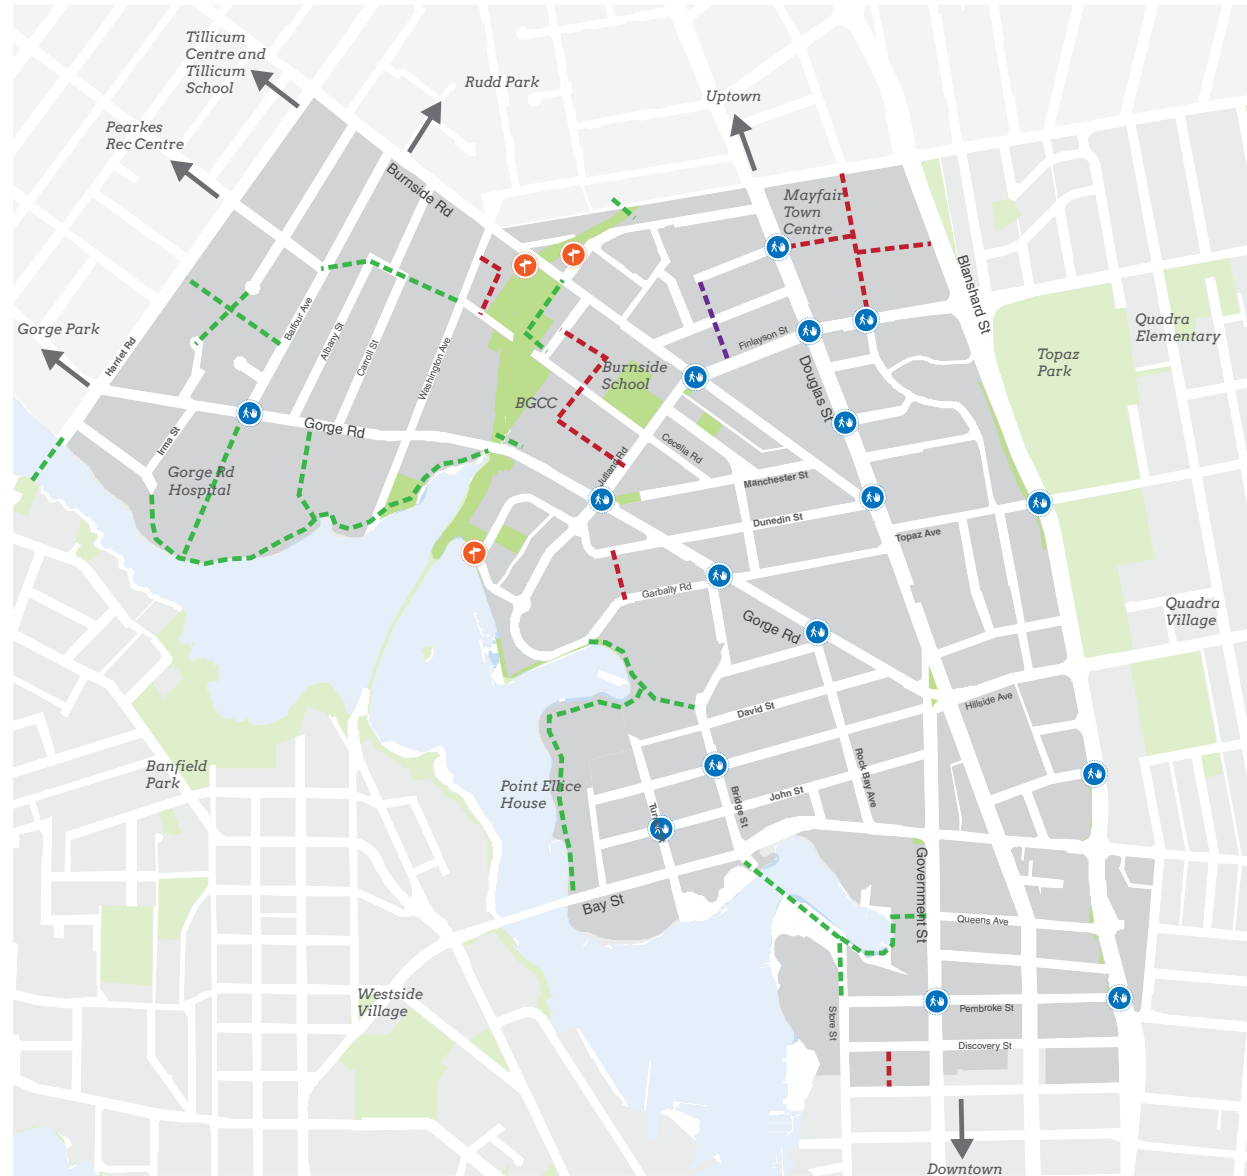 Tillicum
Centre and
Tillicum
School
Rudd Park
Uptown
Pearkes
Rec Centre
Burnside Rd
Mayfair
Town
Centre
Blanshard St
Gorge Park
Harriet Rd
Balfour Ave
Albany St
Carroll St
Washington Ave
Finlayson St
Douglas St
Quadra
Elementary
Topaz
Park
Burnside
School
BGCC
Gorge Rd
Irma St
Gorge Rd
Hospital
Jutland Rd
Cecelia Rd
Manchester St
Dunedin St
Topaz Ave
Garbally Rd
Gorge Rd
Quadra
Village
David St
Hillside Ave
Banfield
Park
Point Ellice
House
Rock Bay Ave
Bridge St
John St
Government St
Bay St
Queens Ave
Westside
Village
Store St
Pembroke St
Discovery St
Downtown